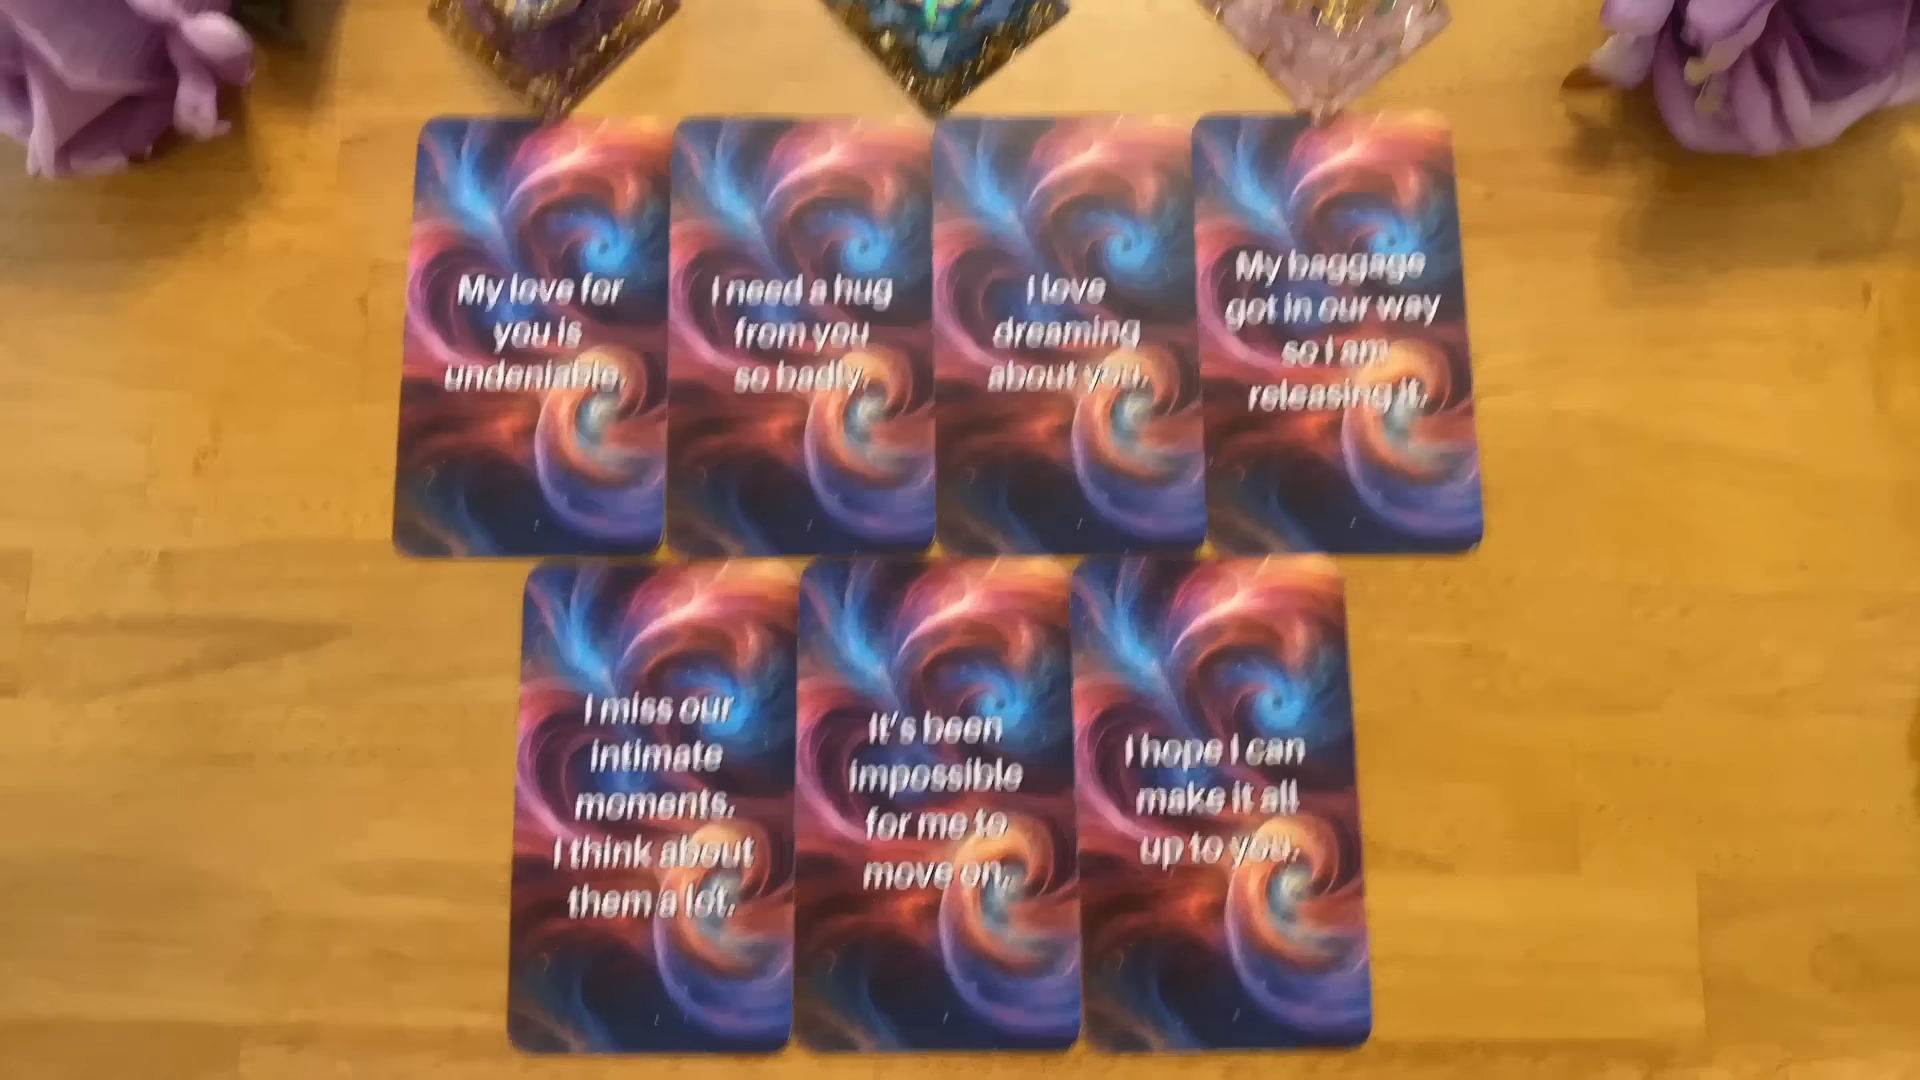 My love for
you is
undeniable.
I need a hug
from you
so badly.
I love
dreaming
about you.
My baggage
got in our way
so I am
releasing it.
I miss our
intimate
moments.
I think about
them a lot.
It's been
impossible
for me to
move on.
I hope I can
make it all
up to you.